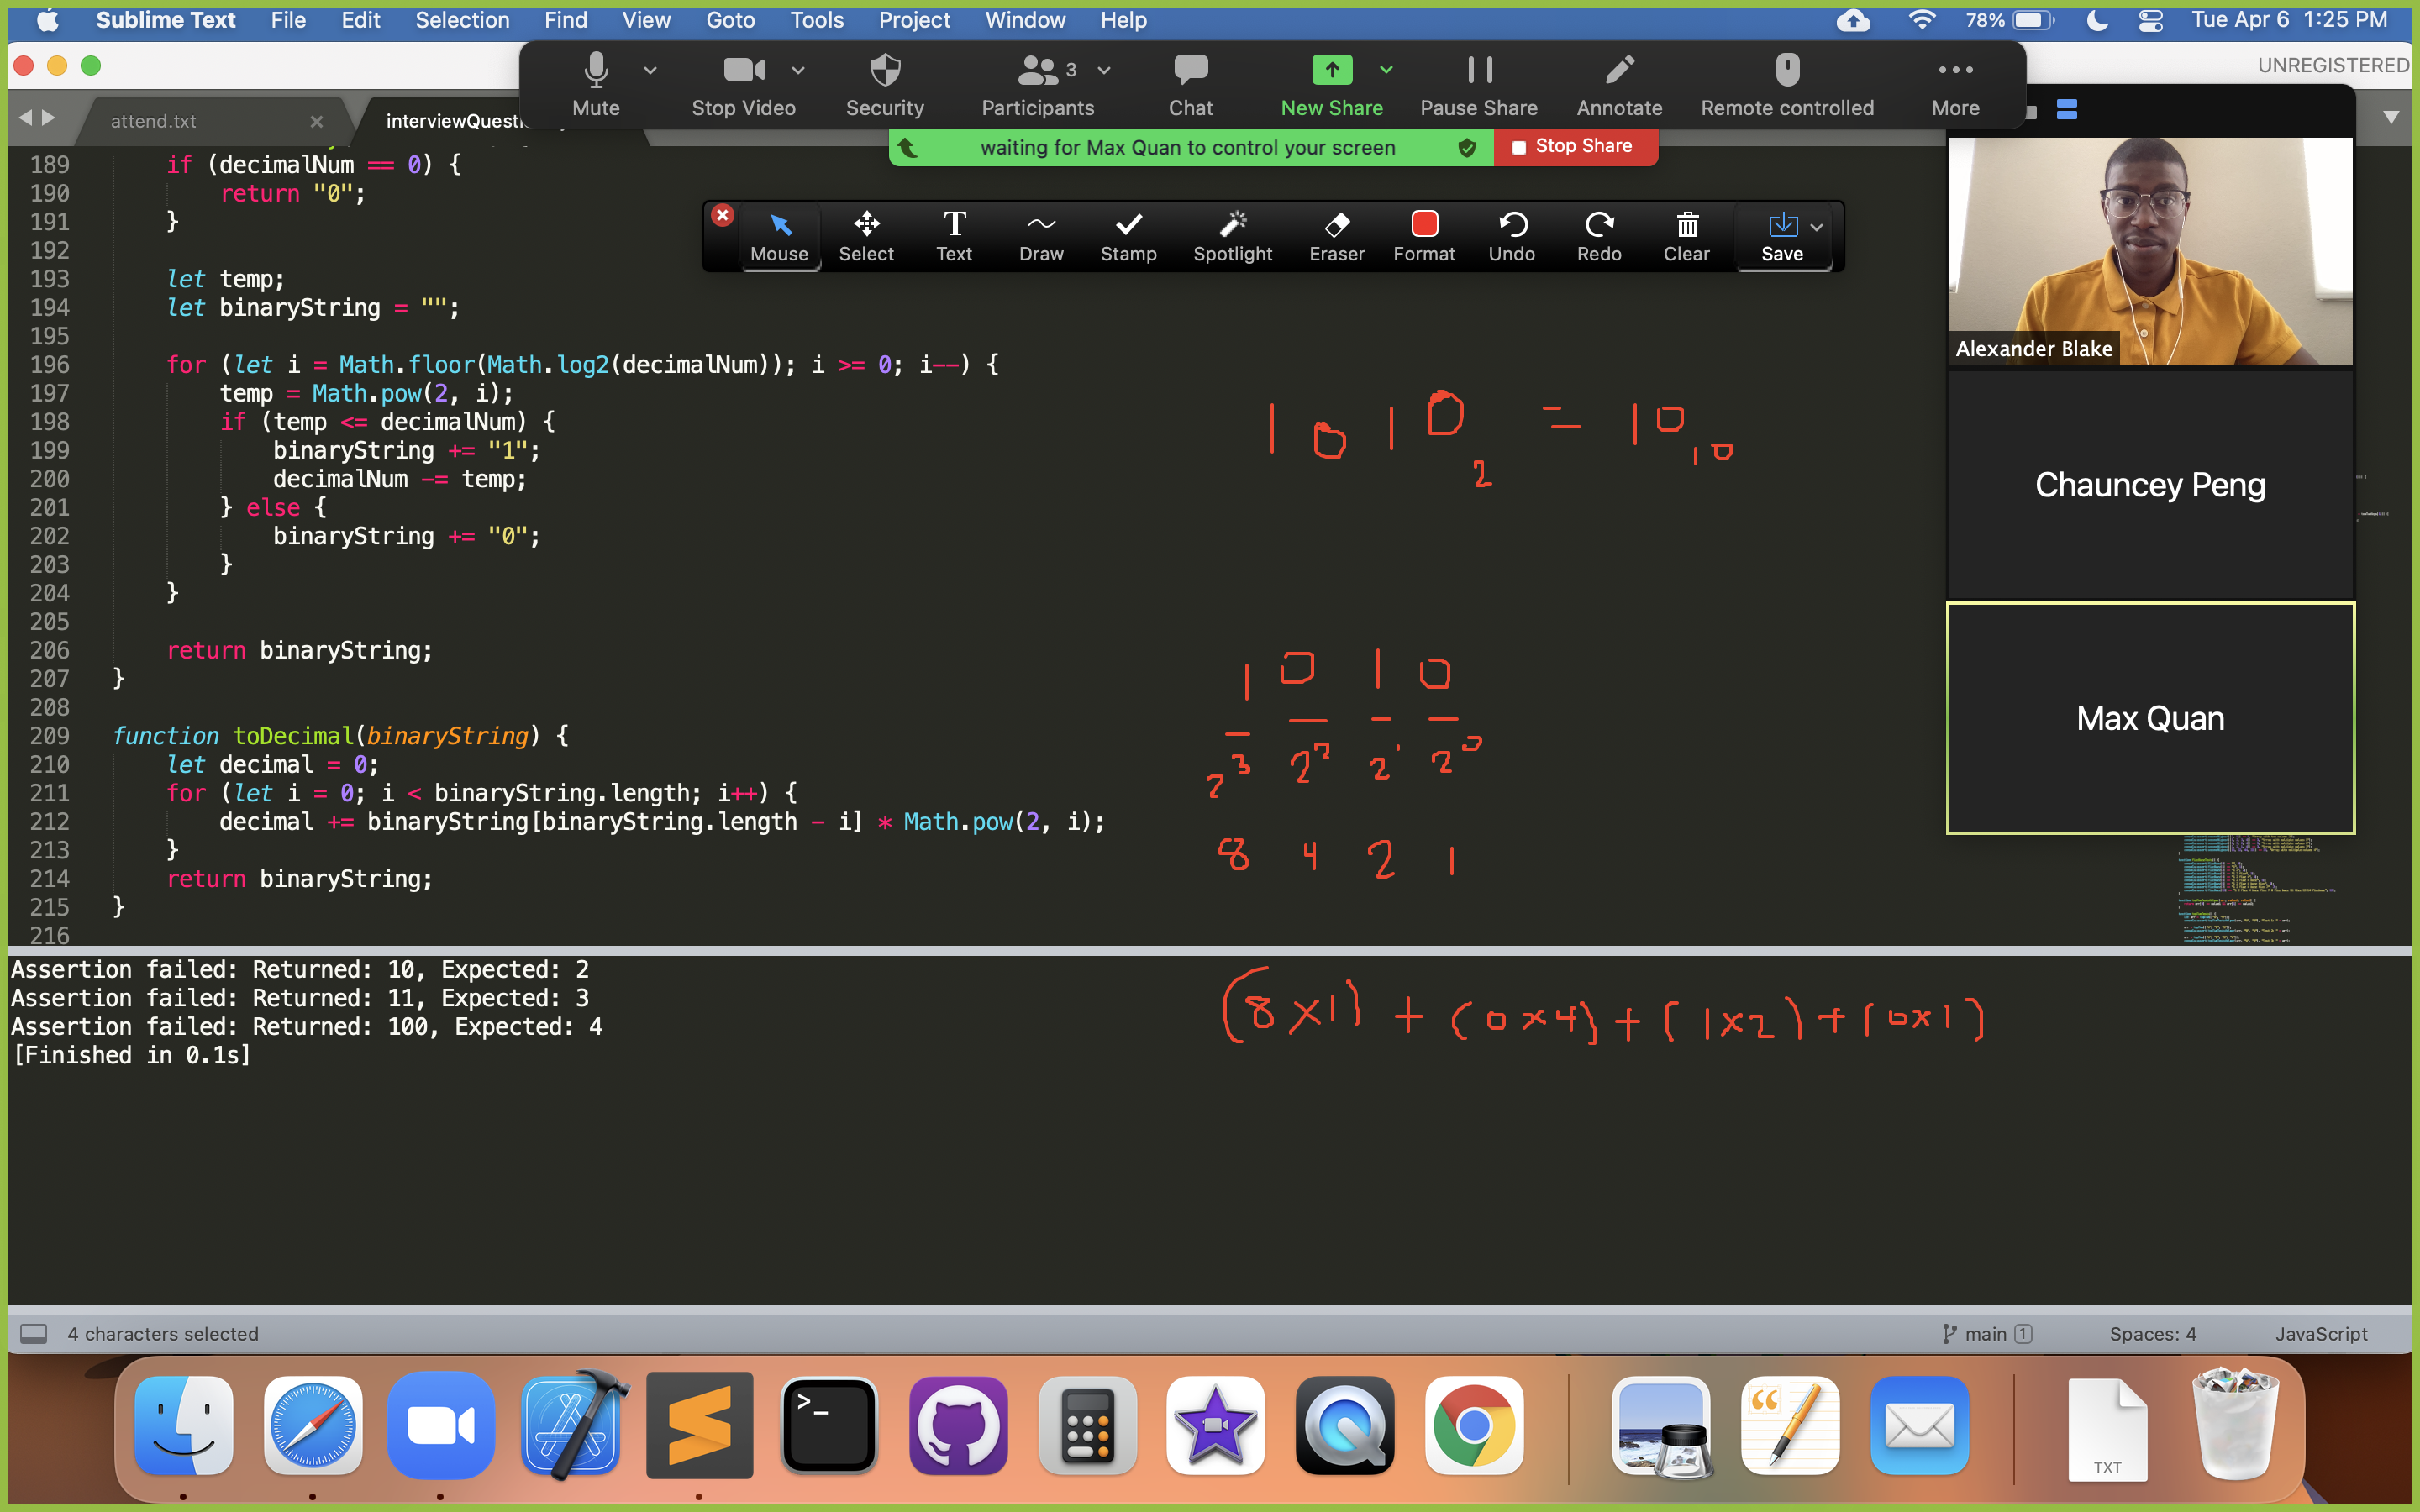 Sublime Text File Edit Selection Find View Goto Tools Project Window Help 78% Tue Apr 6 1:25 PM
UNREGISTERED
Mute Stop Video Security 3 Participants Chat New Share Pause Share Annotate Remote controlled More
attend.txt interviewQuesti
waiting for Max Quan to control your screen Stop Share
Mouse Select Text Draw Stamp Spotlight Eraser Format Undo Redo Clear Save
189 if (decimalNum == 0) {
190 return "0";
191 }
192
193 let temp;
194 let binaryString = "";
195
196 for (let i = Math.floor(Math.log2(decimalNum)); i >= 0; i--) {
197 temp = Math.pow(2, i);
198 if (temp <= decimalNum) {
199 binaryString += "1";
200 decimalNum -= temp;
201 } else {
202 binaryString += "0";
203 }
204 }
205
206 return binaryString;
207 }
208
209 function toDecimal(binaryString) {
210 let decimal = 0;
211 for (let i = 0; i < binaryString.length; i++) {
212 decimal += binaryString[binaryString.length - i] * Math.pow(2, i);
213 }
214 return binaryString;
215 }
216
1 0 1 0 2 = 10 10
1 0 1 0
2 3 2 2 2 1 2 0
8 4 2 1
(8x1) + (0x4) + (1x2) + (0x1)
Alexander Blake
Chauncey Peng
Max Quan
Assertion failed: Returned: 10, Expected: 2
Assertion failed: Returned: 11, Expected: 3
Assertion failed: Returned: 100, Expected: 4
[Finished in 0.1s]
4 characters selected main 1 Spaces: 4 JavaScript
>_
TXT